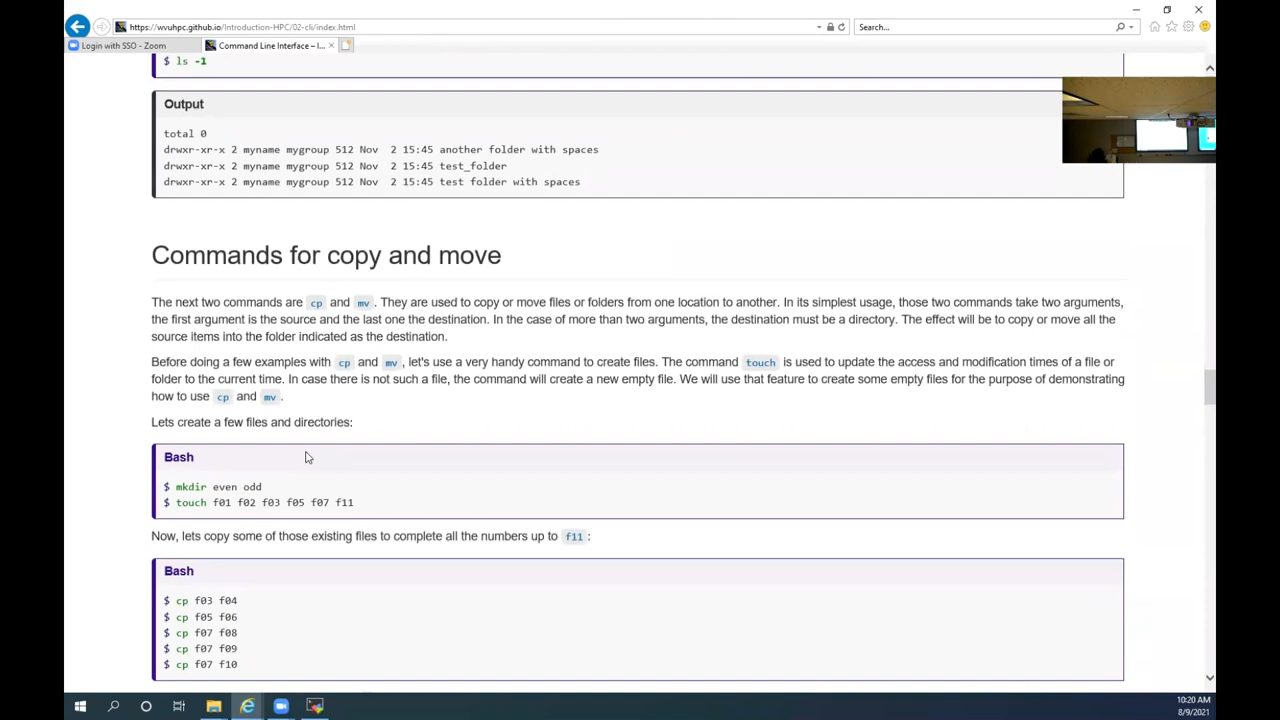 https://wvuhpc.github.io/Introduction-HPC/02-cli/index.html
Search...
Login with SSO - Zoom
Command Line Interface – I...
$ ls -1
Output
total 0
drwxr-xr-x 2 myname mygroup 512 Nov  2 15:45 another folder with spaces
drwxr-xr-x 2 myname mygroup 512 Nov  2 15:45 test_folder
drwxr-xr-x 2 myname mygroup 512 Nov  2 15:45 test folder with spaces
Commands for copy and move
The next two commands are cp and mv. They are used to copy or move files or folders from one location to another. In its simplest usage, those two commands take two arguments,
the first argument is the source and the last one the destination. In the case of more than two arguments, the destination must be a directory. The effect will be to copy or move all the
source items into the folder indicated as the destination.
Before doing a few examples with cp and mv, let's use a very handy command to create files. The command touch is used to update the access and modification times of a file or
folder to the current time. In case there is not such a file, the command will create a new empty file. We will use that feature to create some empty files for the purpose of demonstrating
how to use cp and mv.
Lets create a few files and directories:
Bash
$ mkdir even odd
$ touch f01 f02 f03 f05 f07 f11
Now, lets copy some of those existing files to complete all the numbers up to f11 :
Bash
$ cp f03 f04
$ cp f05 f06
$ cp f07 f08
$ cp f07 f09
$ cp f07 f10
10:20 AM
8/9/2021